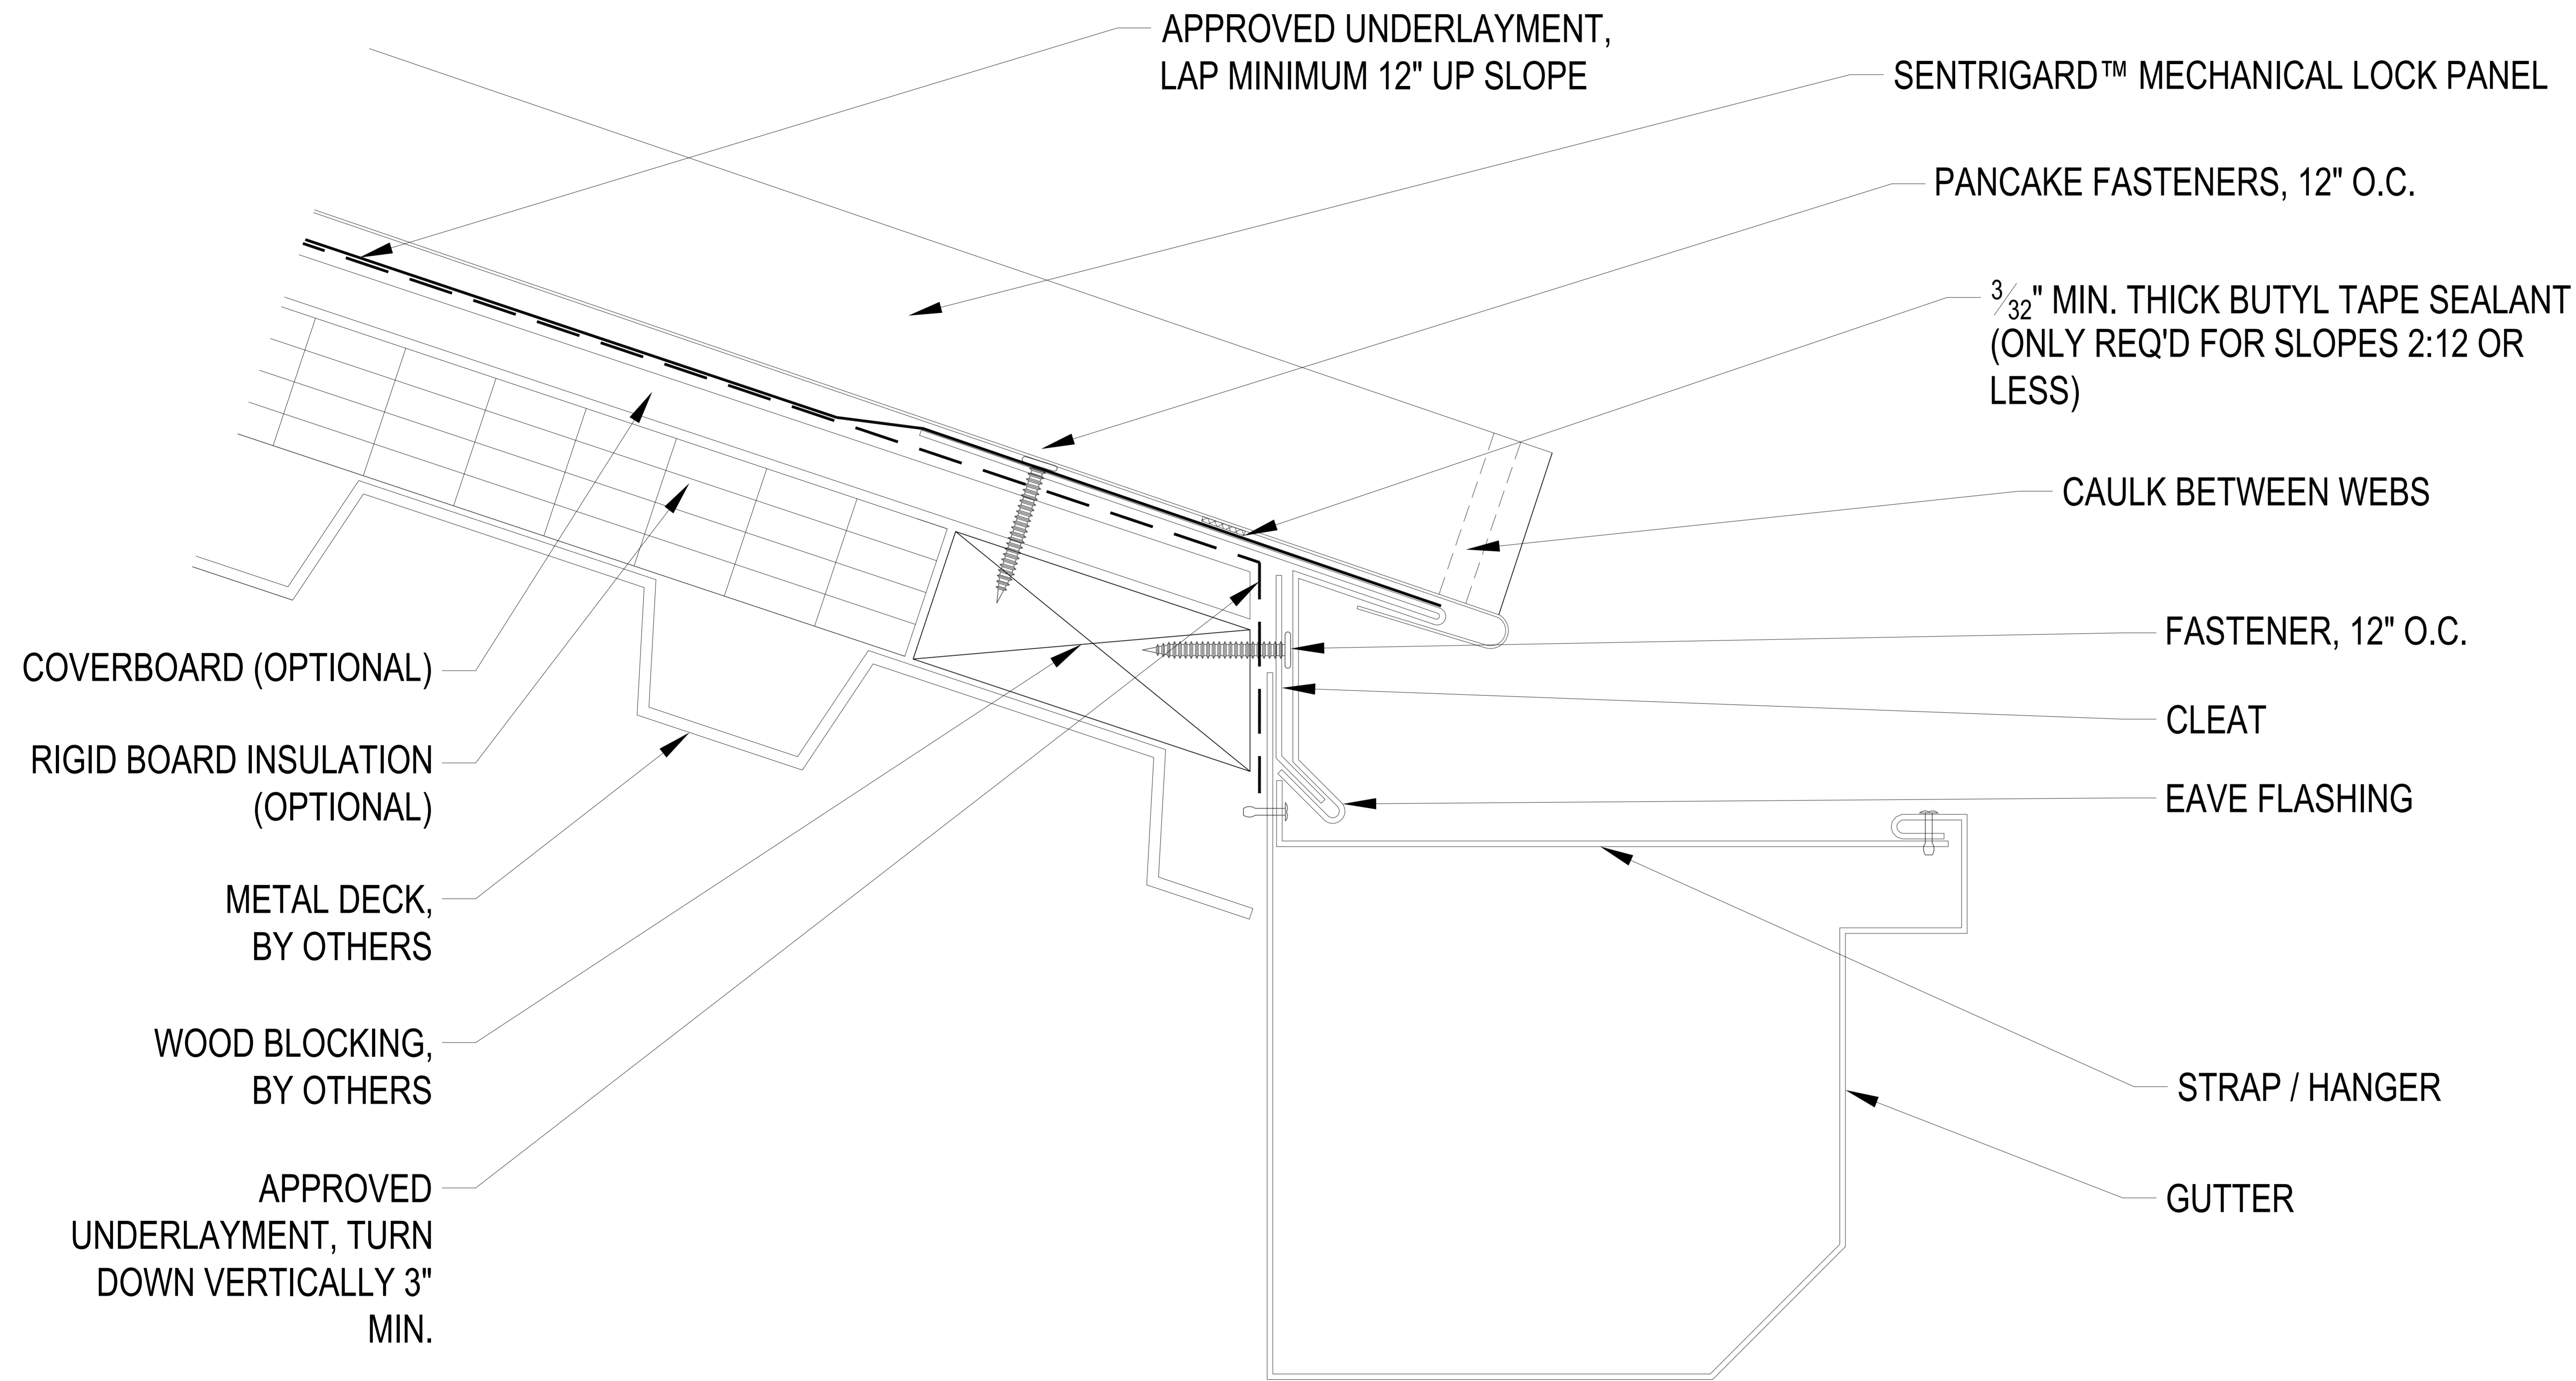 APPROVED UNDERLAYMENT,
LAP MINIMUM 12" UP SLOPE
SENTRIGARD™ MECHANICAL LOCK PANEL
PANCAKE FASTENERS, 12" O.C.
3/32" MIN. THICK BUTYL TAPE SEALANT
(ONLY REQ'D FOR SLOPES 2:12 OR
LESS)
CAULK BETWEEN WEBS
FASTENER, 12" O.C.
CLEAT
EAVE FLASHING
STRAP / HANGER
GUTTER
COVERBOARD (OPTIONAL)
RIGID BOARD INSULATION
(OPTIONAL)
METAL DECK,
BY OTHERS
WOOD BLOCKING,
BY OTHERS
APPROVED
UNDERLAYMENT, TURN
DOWN VERTICALLY 3"
MIN.